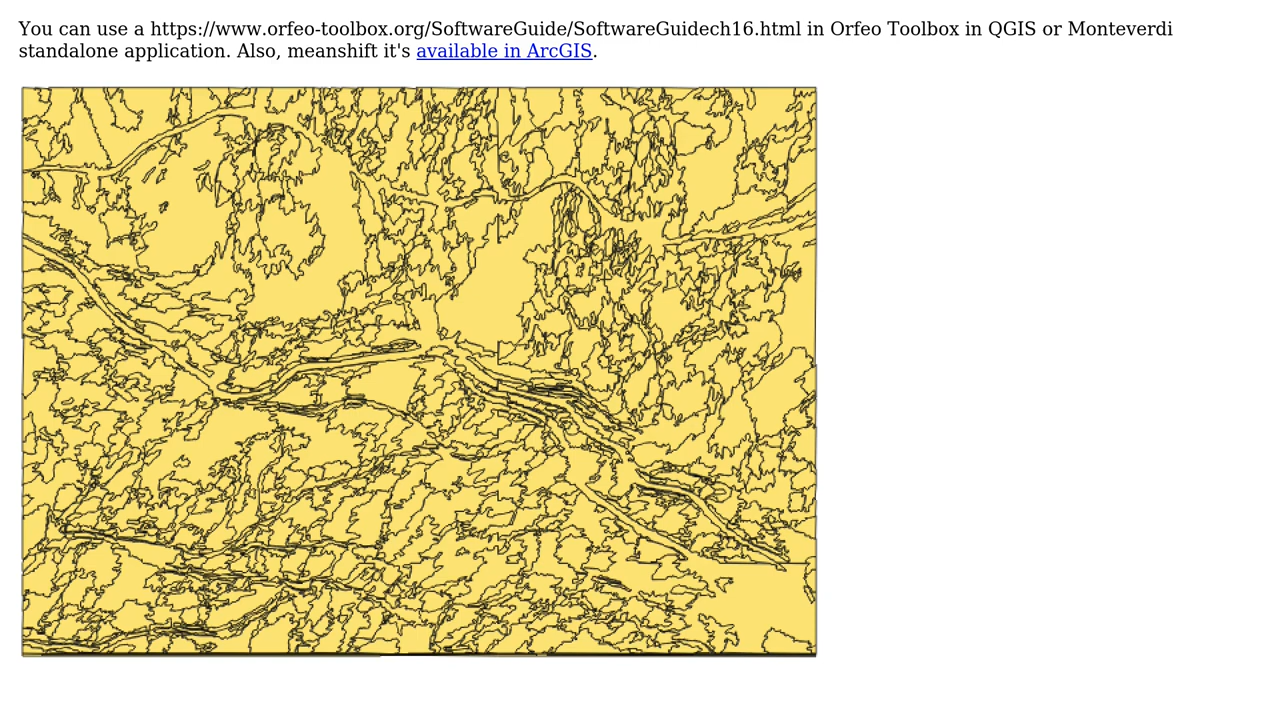 You can use a https://www.orfeo-toolbox.org/SoftwareGuide/SoftwareGuidech16.html in Orfeo Toolbox in QGIS or Monteverdi
standalone application. Also, meanshift it's available in ArcGIS.